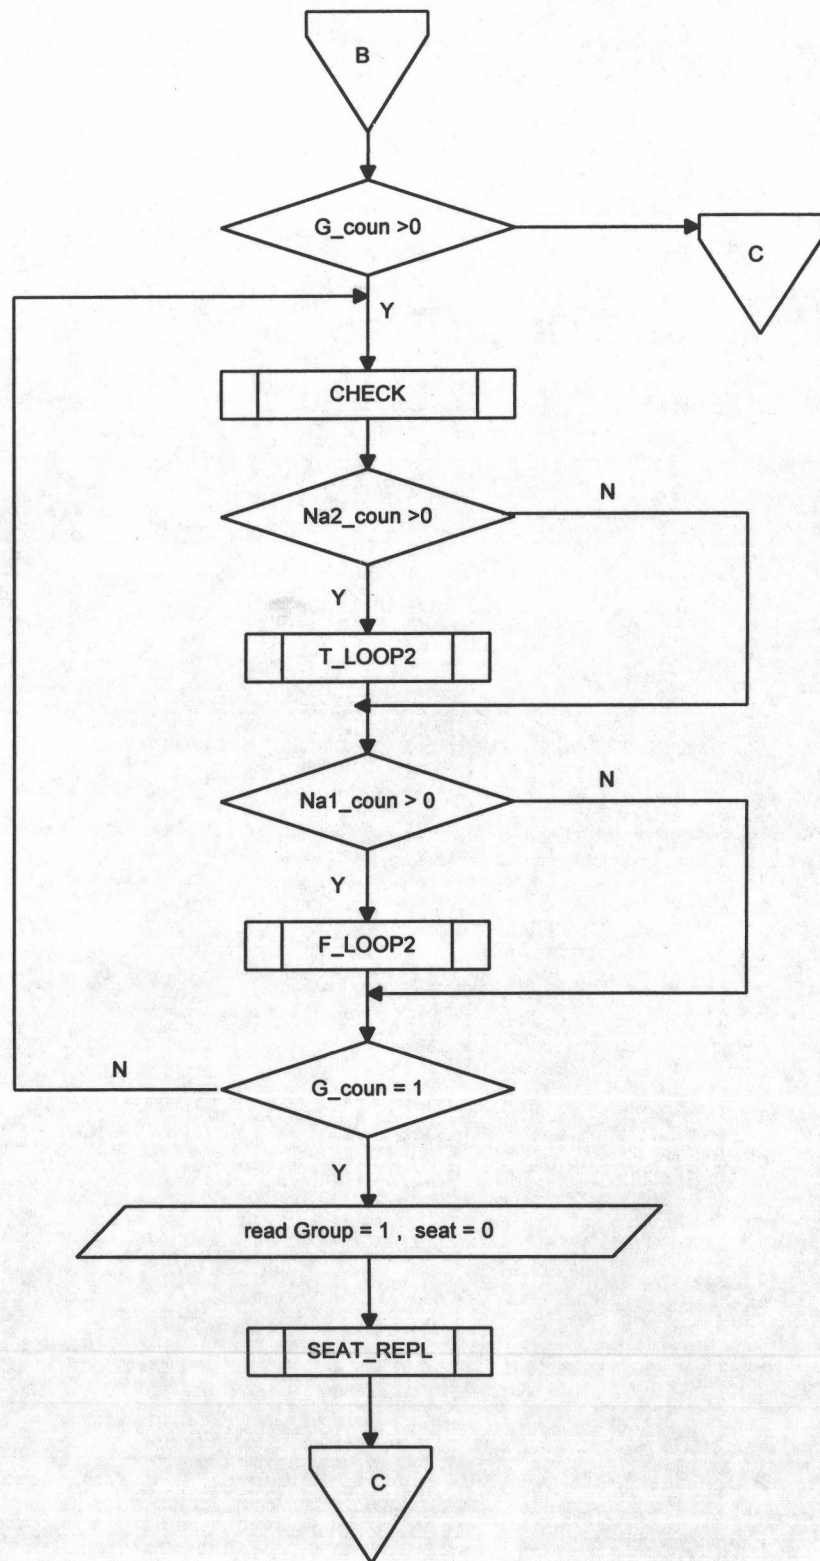 B
G_coun >0
C
Y
CHECK
Na2_coun >0
N
Y
T_LOOP2
Na1_coun > 0
N
Y
F_LOOP2
N
G_coun = 1
Y
read Group = 1 , seat = 0
SEAT_REPL
C